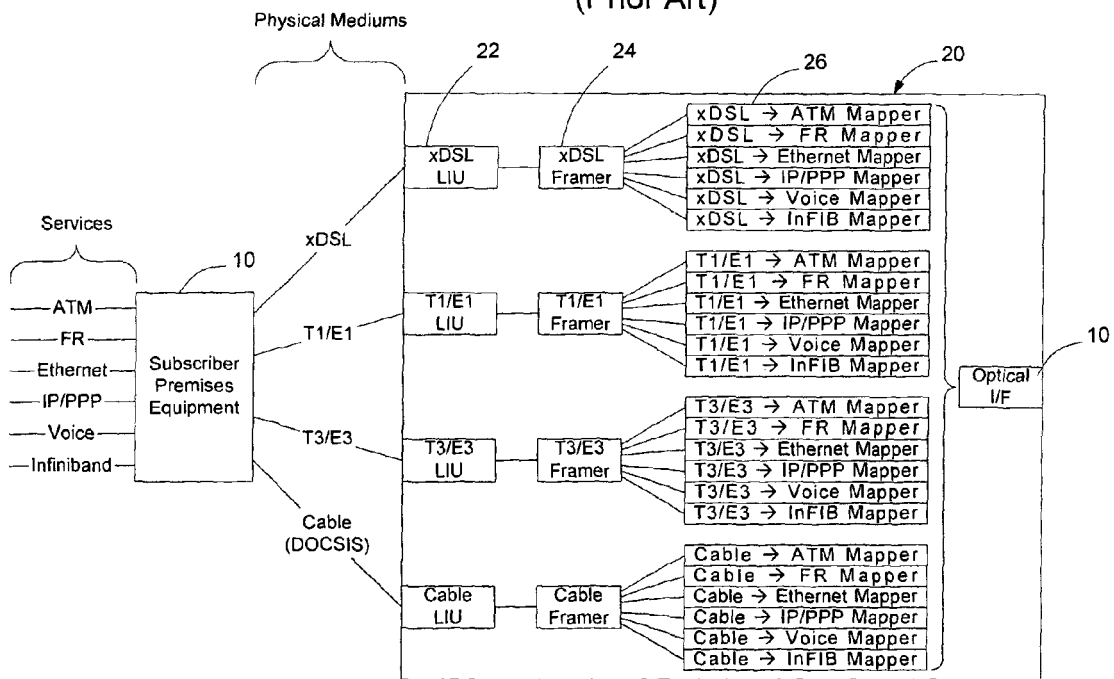 (Prior Art)
Physical Mediums
22
24
20
26
Services
ATM
FR
Ethernet
IP/PPP
Voice
Infiniband
10
Subscriber
Premises
Equipment
xDSL
T1/E1
T3/E3
Cable
(DOCSIS)
xDSL
LIU
xDSL
Framer
xDSL → ATM Mapper
xDSL → FR Mapper
xDSL → Ethernet Mapper
xDSL → IP/PPP Mapper
xDSL → Voice Mapper
xDSL → InFIB Mapper
T1/E1
LIU
T1/E1
Framer
T1/E1 → ATM Mapper
T1/E1 → FR Mapper
T1/E1 → Ethernet Mapper
T1/E1 → IP/PPP Mapper
T1/E1 → Voice Mapper
T1/E1 → InFIB Mapper
T3/E3
LIU
T3/E3
Framer
T3/E3 → ATM Mapper
T3/E3 → FR Mapper
T3/E3 → Ethernet Mapper
T3/E3 → IP/PPP Mapper
T3/E3 → Voice Mapper
T3/E3 → InFIB Mapper
Cable
LIU
Cable
Framer
Cable → ATM Mapper
Cable → FR Mapper
Cable → Ethernet Mapper
Cable → IP/PPP Mapper
Cable → Voice Mapper
Cable → InFIB Mapper
10
Optical
I/F